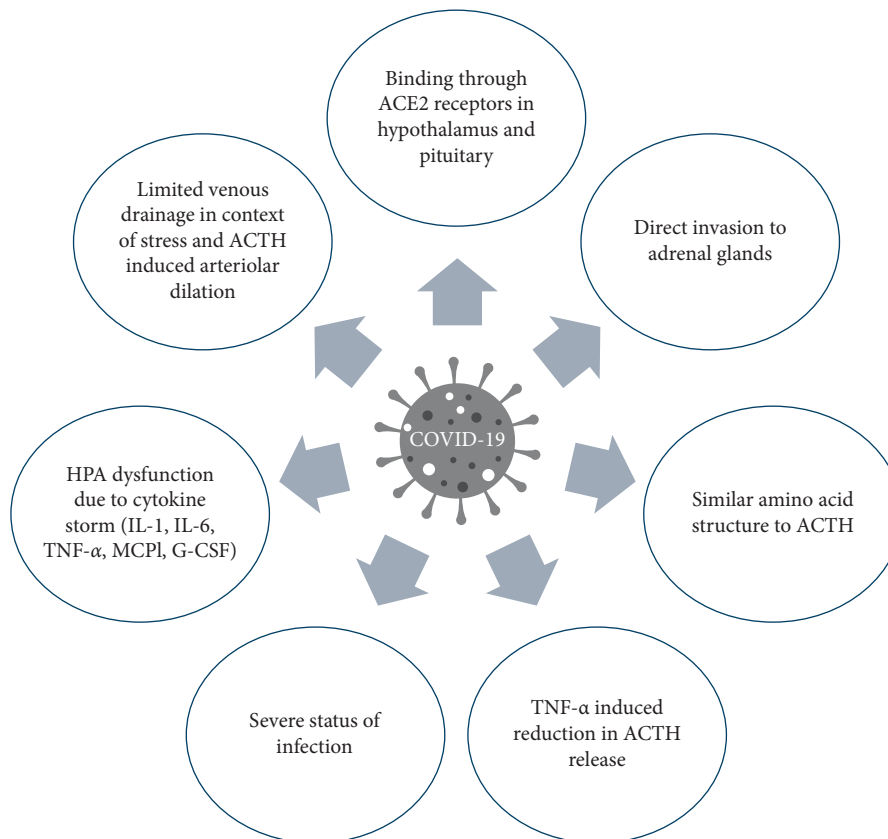 Binding through
ACE2 receptors in
hypothalamus and
pituitary
Direct invasion to
adrenal glands
Similar amino acid
structure to ACTH
TNF-α induced
reduction in ACTH
release
Severe status of
infection
HPA dysfunction
due to cytokine
storm (IL-1, IL-6,
TNF-α, MCPl, G-CSF)
Limited venous
drainage in context
of stress and ACTH
induced arteriolar
dilation
COVID-19